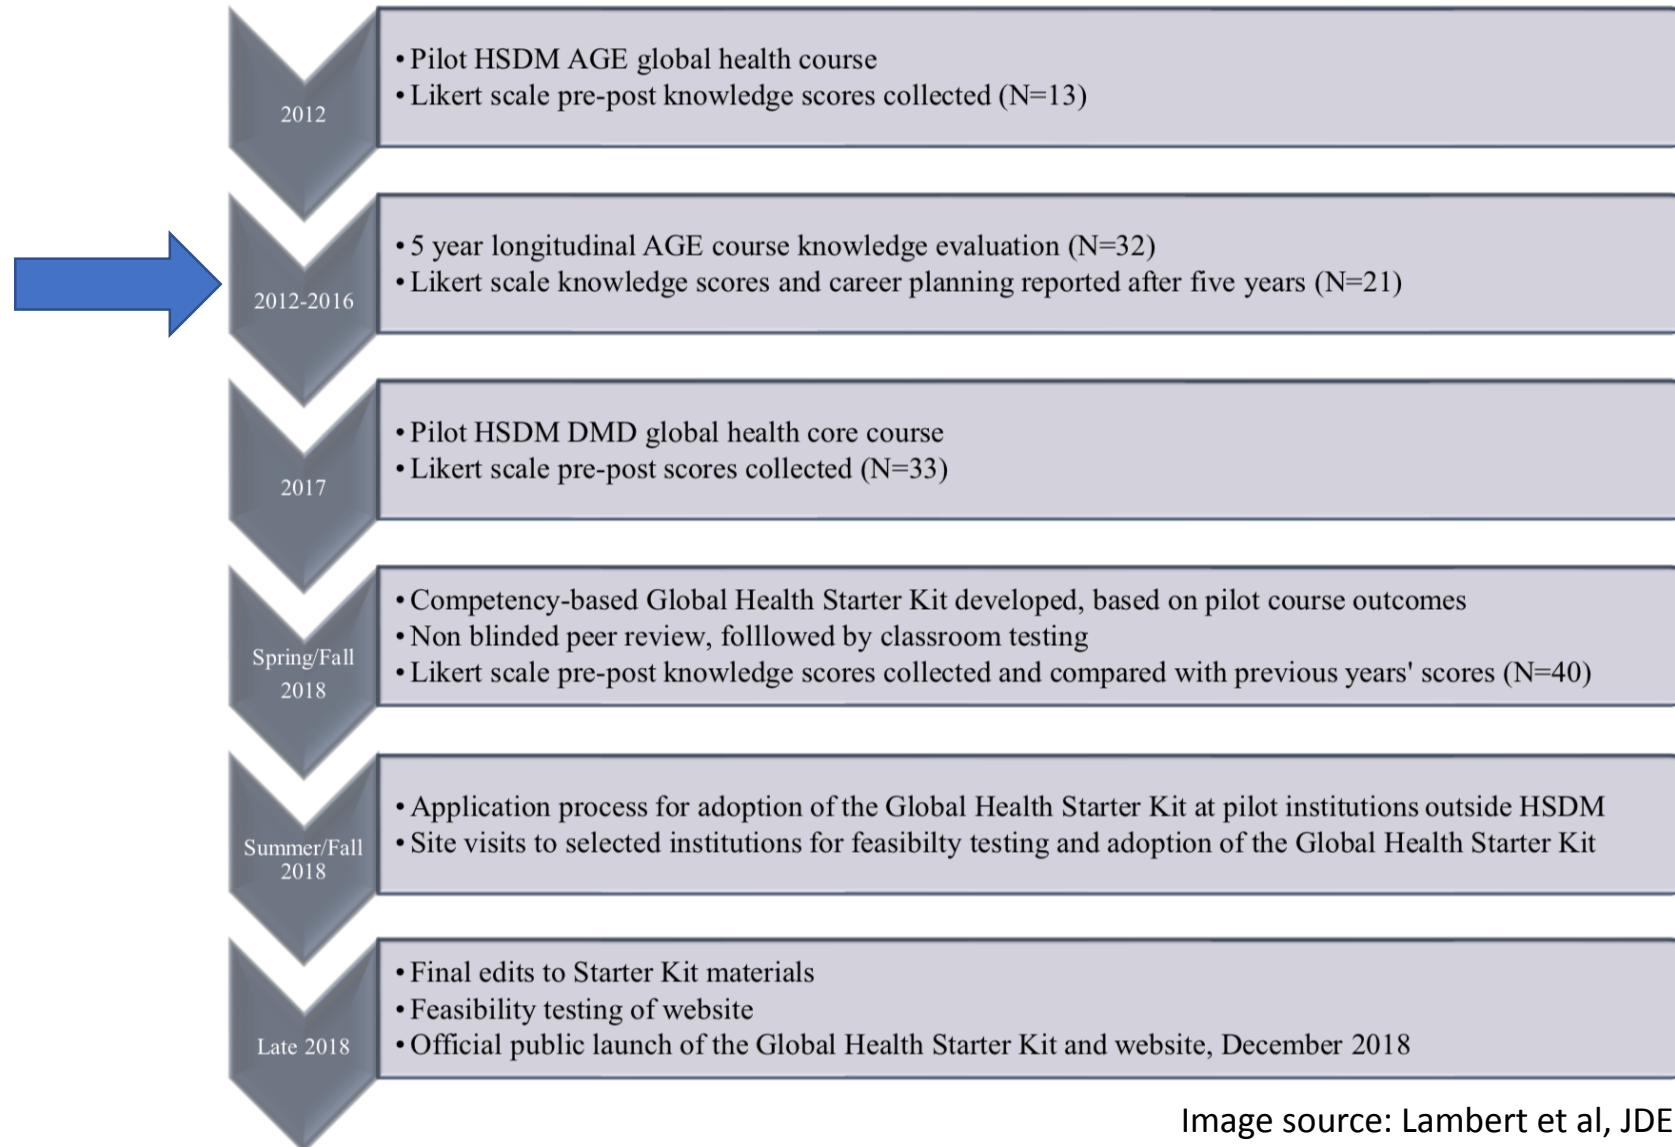 2012
• Pilot HSDM AGE global health course
• Likert scale pre-post knowledge scores collected (N=13)
2012-2016
• 5 year longitudinal AGE course knowledge evaluation (N=32)
• Likert scale knowledge scores and career planning reported after five years (N=21)
2017
• Pilot HSDM DMD global health core course
• Likert scale pre-post scores collected (N=33)
Spring/Fall
2018
• Competency-based Global Health Starter Kit developed, based on pilot course outcomes
• Non blinded peer review, folllowed by classroom testing
• Likert scale pre-post knowledge scores collected and compared with previous years' scores (N=40)
Summer/Fall
2018
• Application process for adoption of the Global Health Starter Kit at pilot institutions outside HSDM
• Site visits to selected institutions for feasibilty testing and adoption of the Global Health Starter Kit
Late 2018
• Final edits to Starter Kit materials
• Feasibility testing of website
• Official public launch of the Global Health Starter Kit and website, December 2018
Image source: Lambert et al, JDE